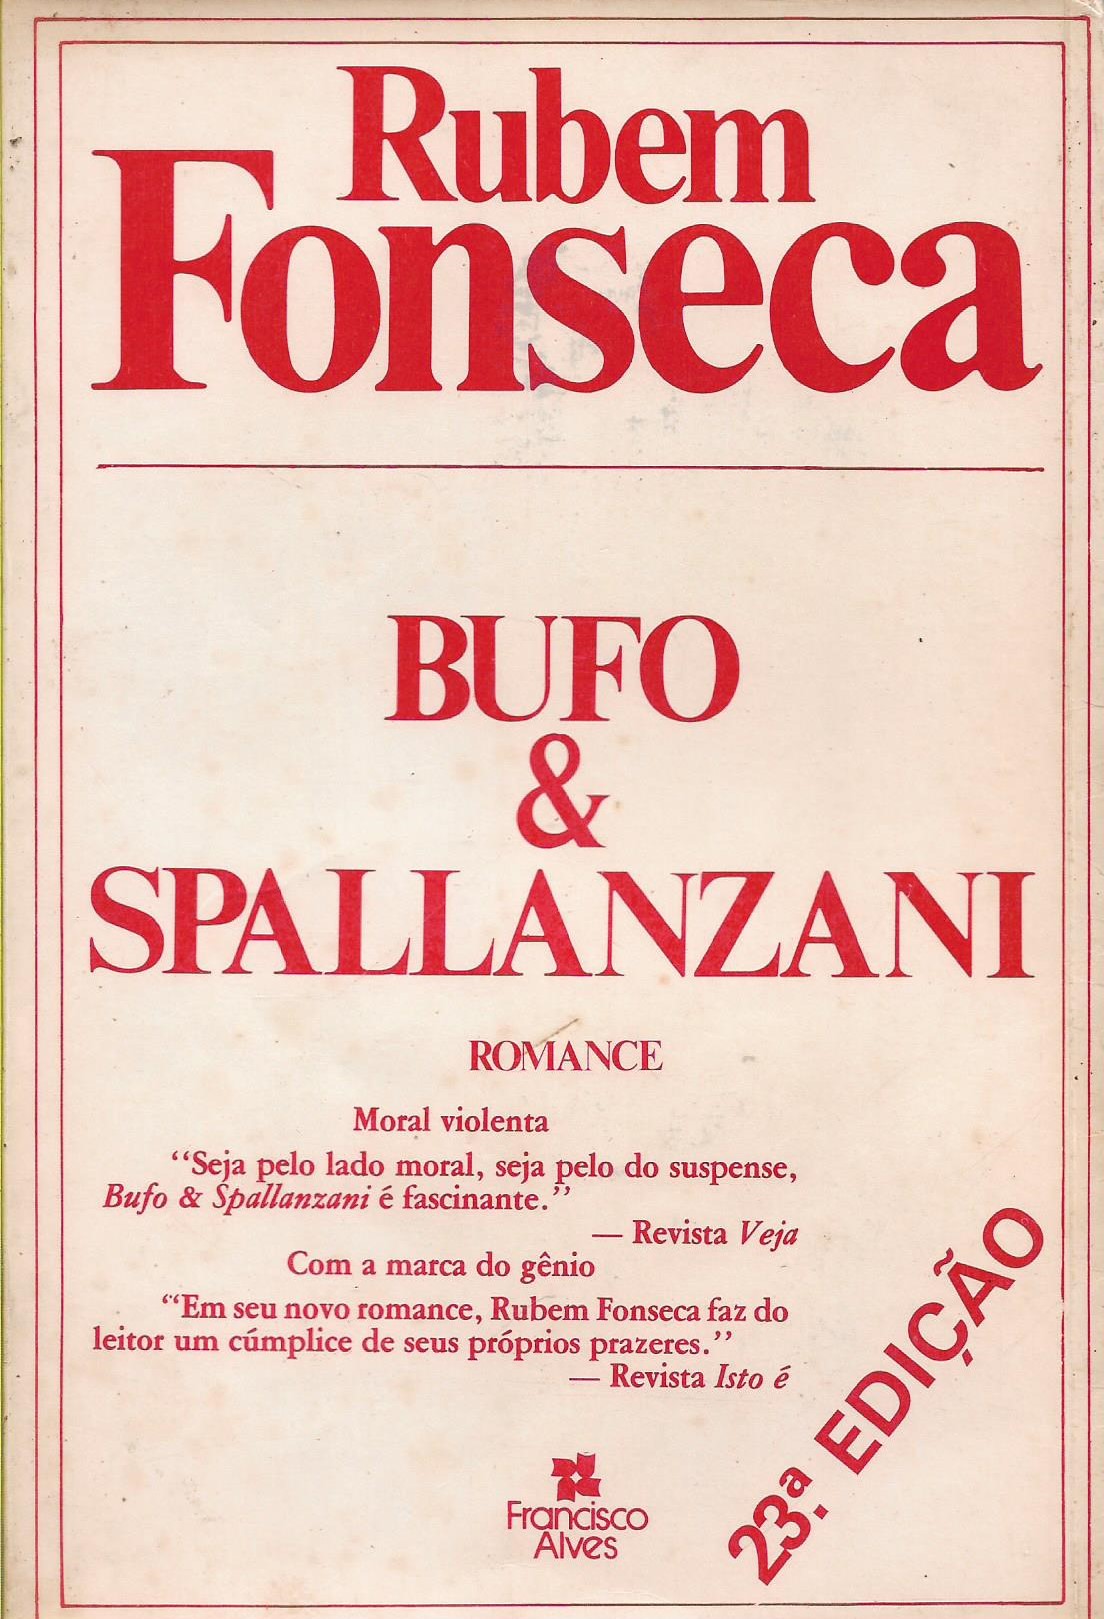 Rubem
Fonseca
BUFO
&
SPALLANZANI
ROMANCE
Moral violenta
“Seja pelo lado moral, seja pelo do suspense,
Bufo & Spallanzani é fascinante.”
— Revista Veja
Com a marca do gênio
“Em seu novo romance, Rubem Fonseca faz do
leitor um cúmplice de seus próprios prazeres.”
— Revista Isto é
23.ª EDIÇÃO
Francisco
Alves